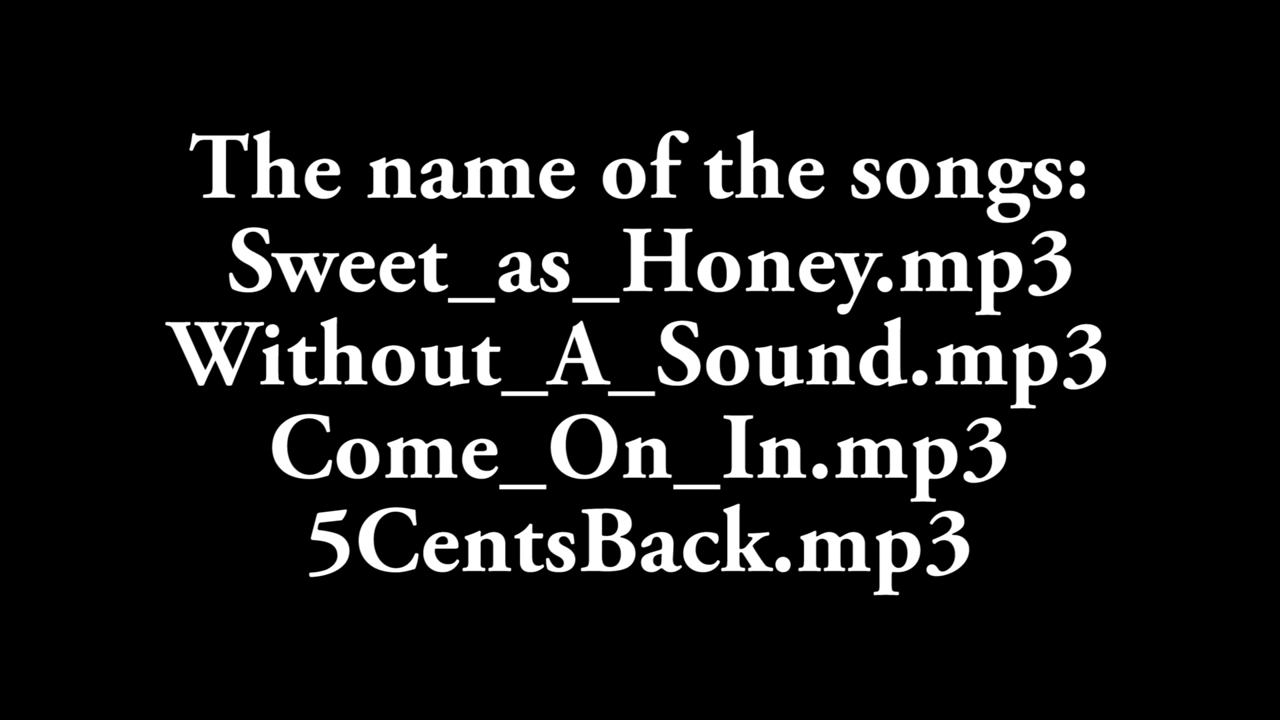 The name of the songs:
Sweet_as_Honey.mp3
Without_A_Sound.mp3
Come_On_In.mp3
5CentsBack.mp3